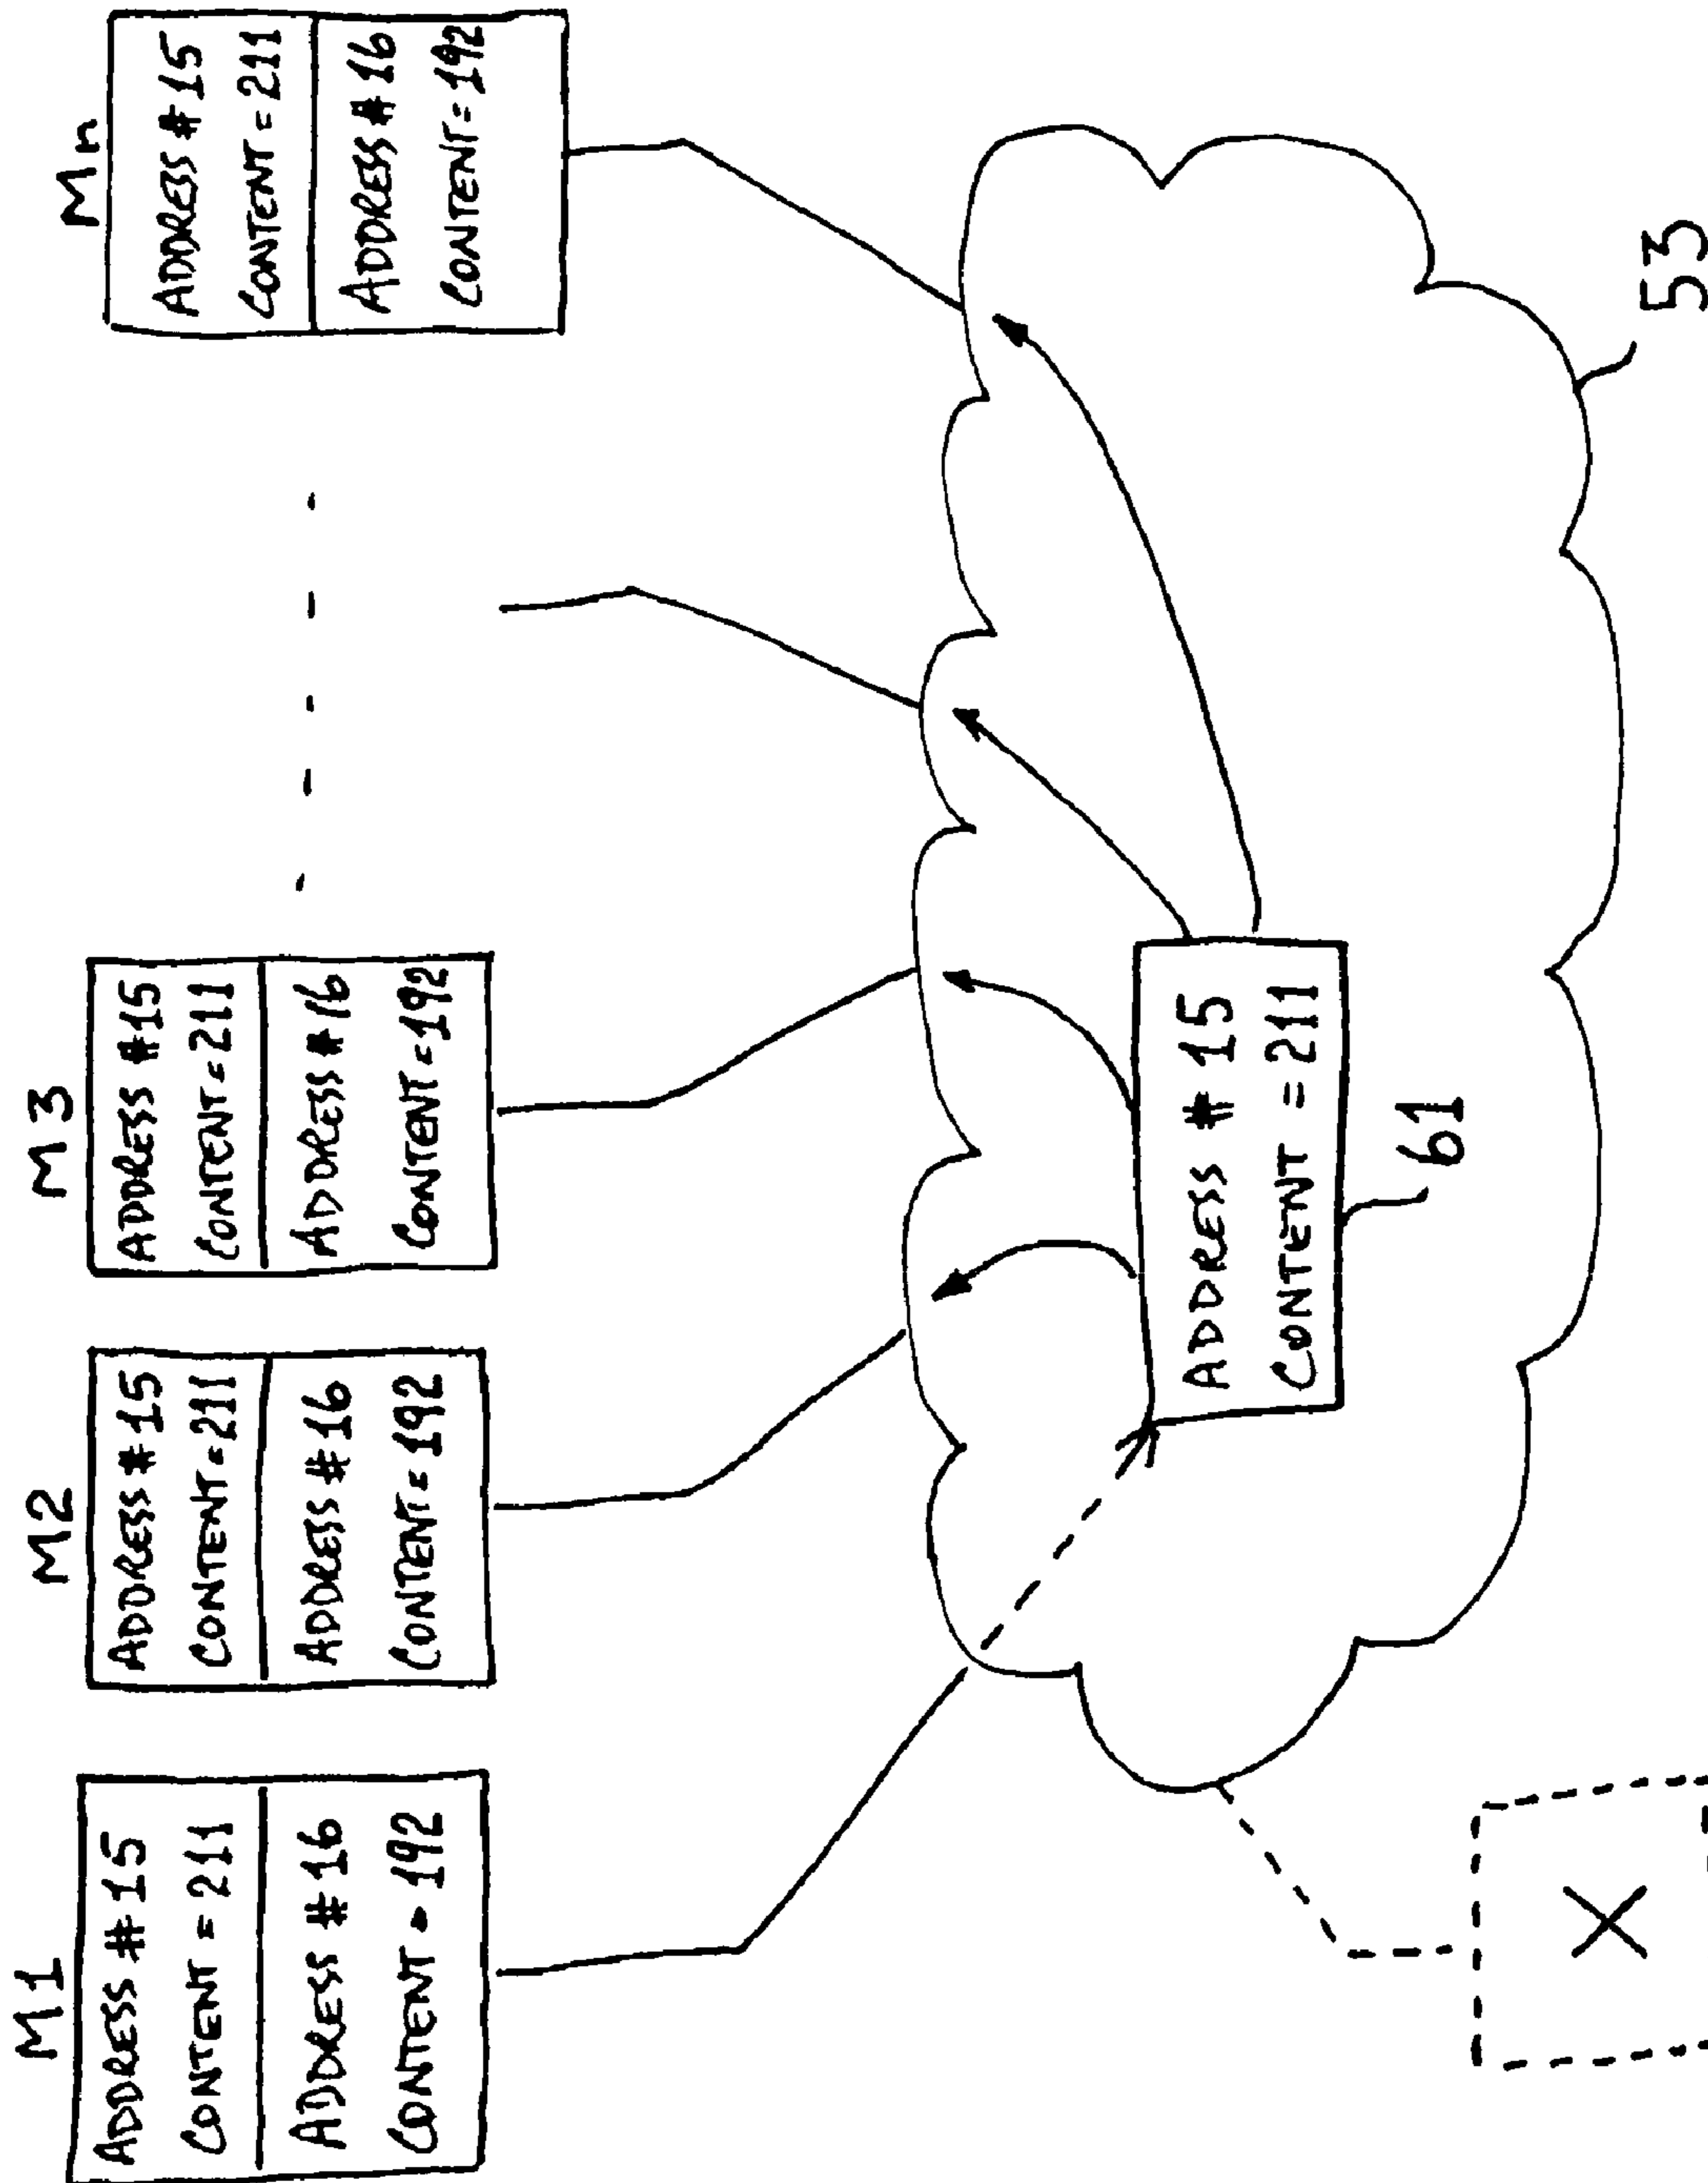 M1
ADDRESS #15
CONTENT = 211
ADDRESS #16
CONTENT = 192
M2
ADDRESS #15
CONTENT = 211
ADDRESS #16
CONTENT = 192
M3
ADDRESS #15
CONTENT = 211
ADDRESS #16
CONTENT = 192
Mn
ADDRESS #15
CONTENT = 211
ADDRESS #16
CONTENT = 192
ADDRESS # 15
CONTENT = 211
61
53
X